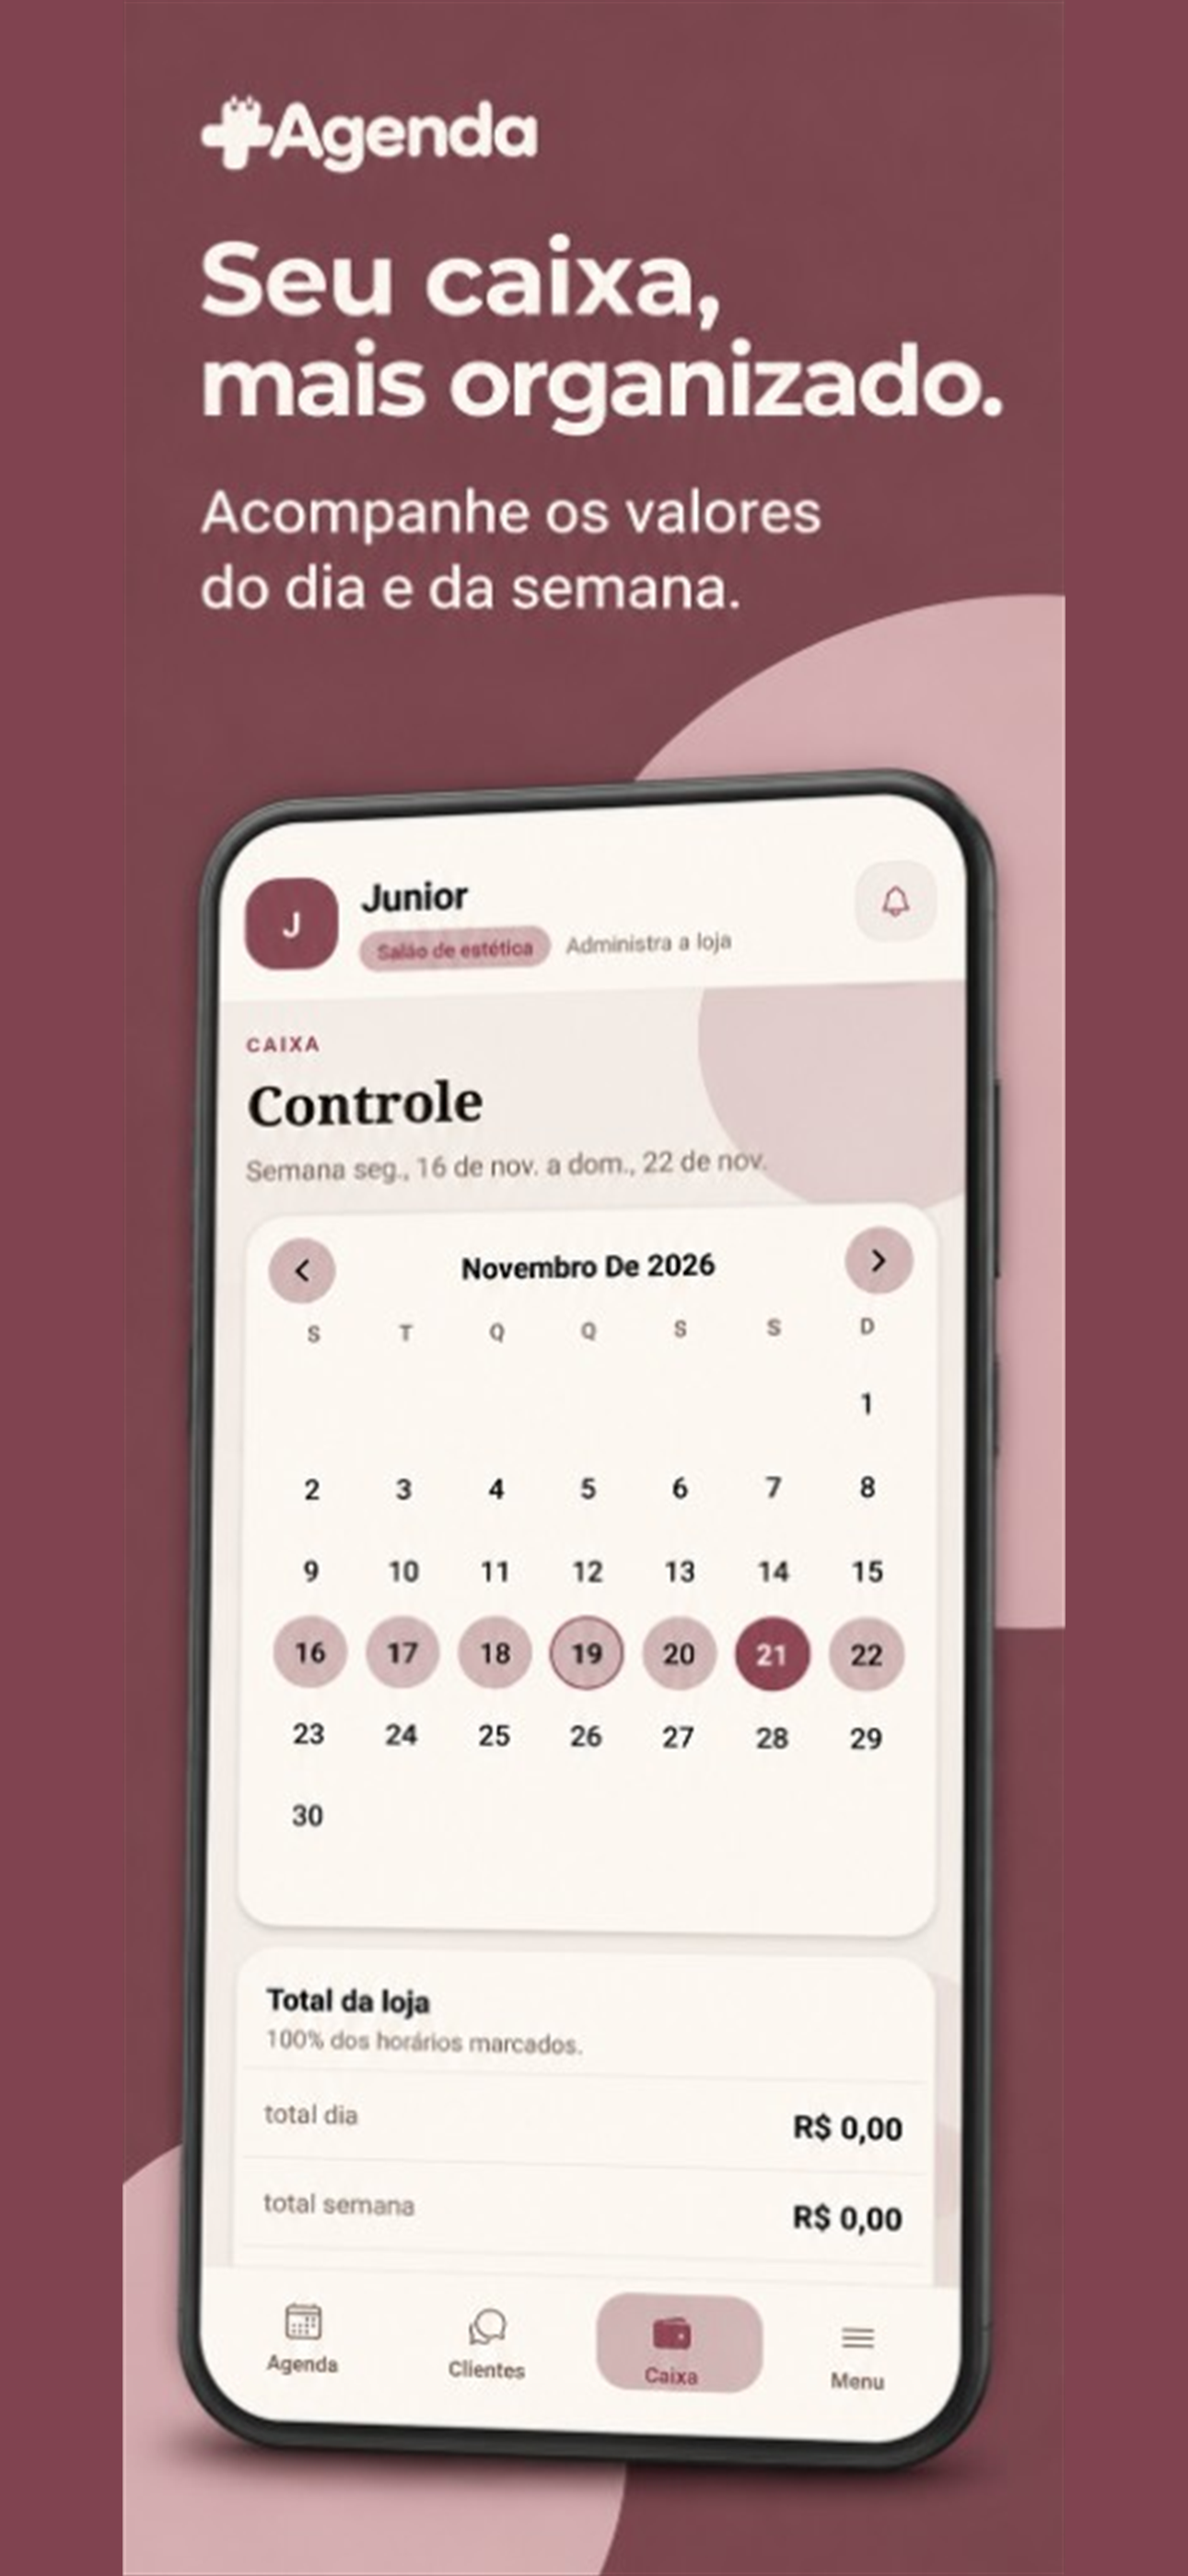 Agenda
Seu caixa,
mais organizado.
Acompanhe os valores
do dia e da semana.
J
Junior
Salão de estética Administra a loja
CAIXA
Controle
Semana seg., 16 de nov. a dom., 22 de nov.
Novembro De 2026
S T Q Q S S D
1
2 3 4 5 6 7 8
9 10 11 12 13 14 15
16 17 18 19 20 21 22
23 24 25 26 27 28 29
30
Total da loja
100% dos horários marcados.
total dia R$ 0,00
total semana R$ 0,00
Agenda Clientes Caixa Menu